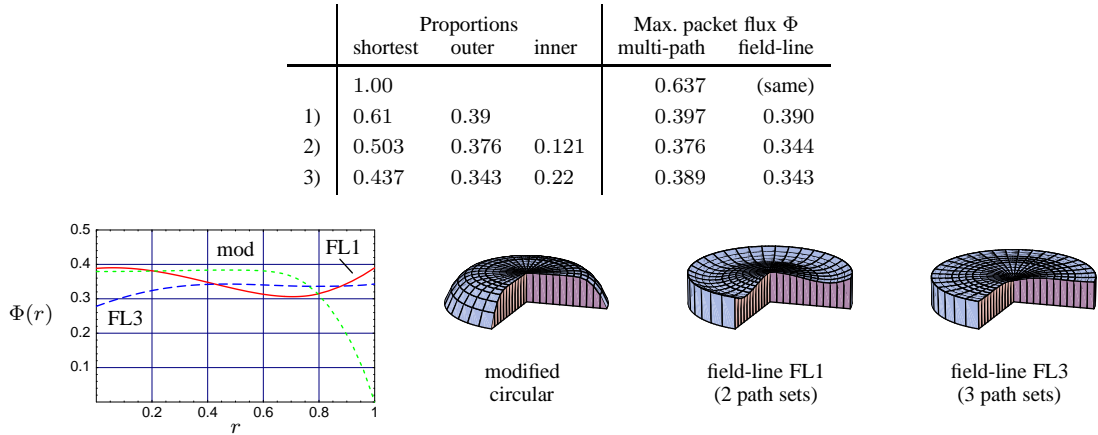 Proportions Max. packet flux Φ
shortest outer inner multi-path field-line
1.00 0.637 (same)
1) 0.61 0.39 0.397 0.390
2) 0.503 0.376 0.121 0.376 0.344
3) 0.437 0.343 0.22 0.389 0.343
0.5
0.4
0.3
0.2
0.1
Φ(r)
mod
FL1
FL3
0.2 0.4 0.6 0.8 1
r
modified
circular
field-line FL1
(2 path sets)
field-line FL3
(3 path sets)